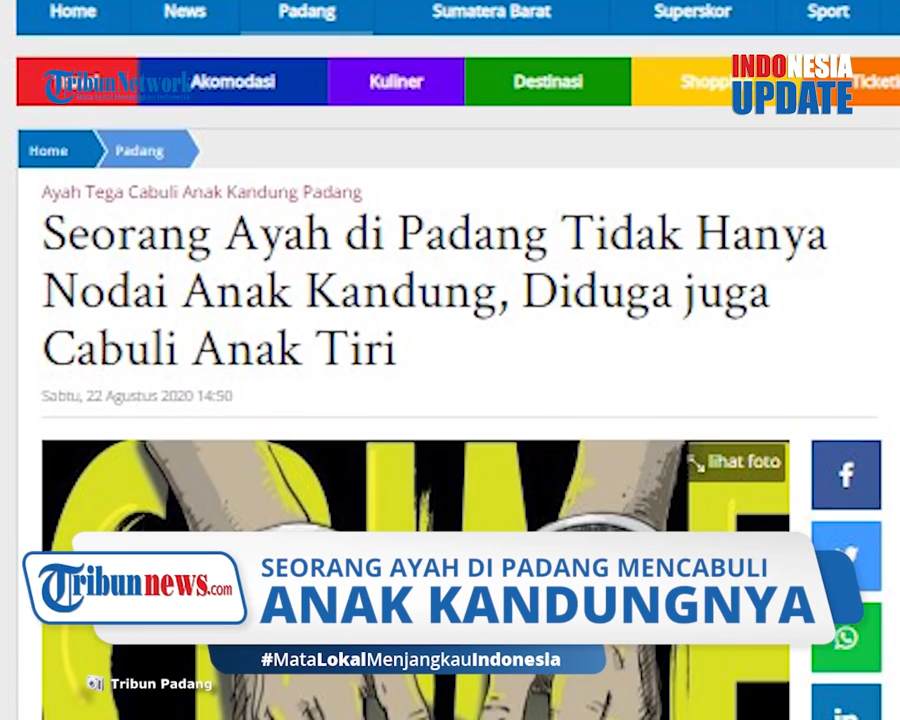 Home News Padang Sumatera Barat Superskor Sport
Tribun Network
Akomodasi Kuliner Destinasi
INDONESIA
UPDATE
Home Padang
Ayah Tega Cabuli Anak Kandung Padang
Seorang Ayah di Padang Tidak Hanya
Nodai Anak Kandung, Diduga juga
Cabuli Anak Tiri
Sabtu, 22 Agustus 2020 14:50
lihat foto
Tribunnews.com
SEORANG AYAH DI PADANG MENCABULI
ANAK KANDUNGNYA
#MataLokalMenjangkauIndonesia
Tribun Padang